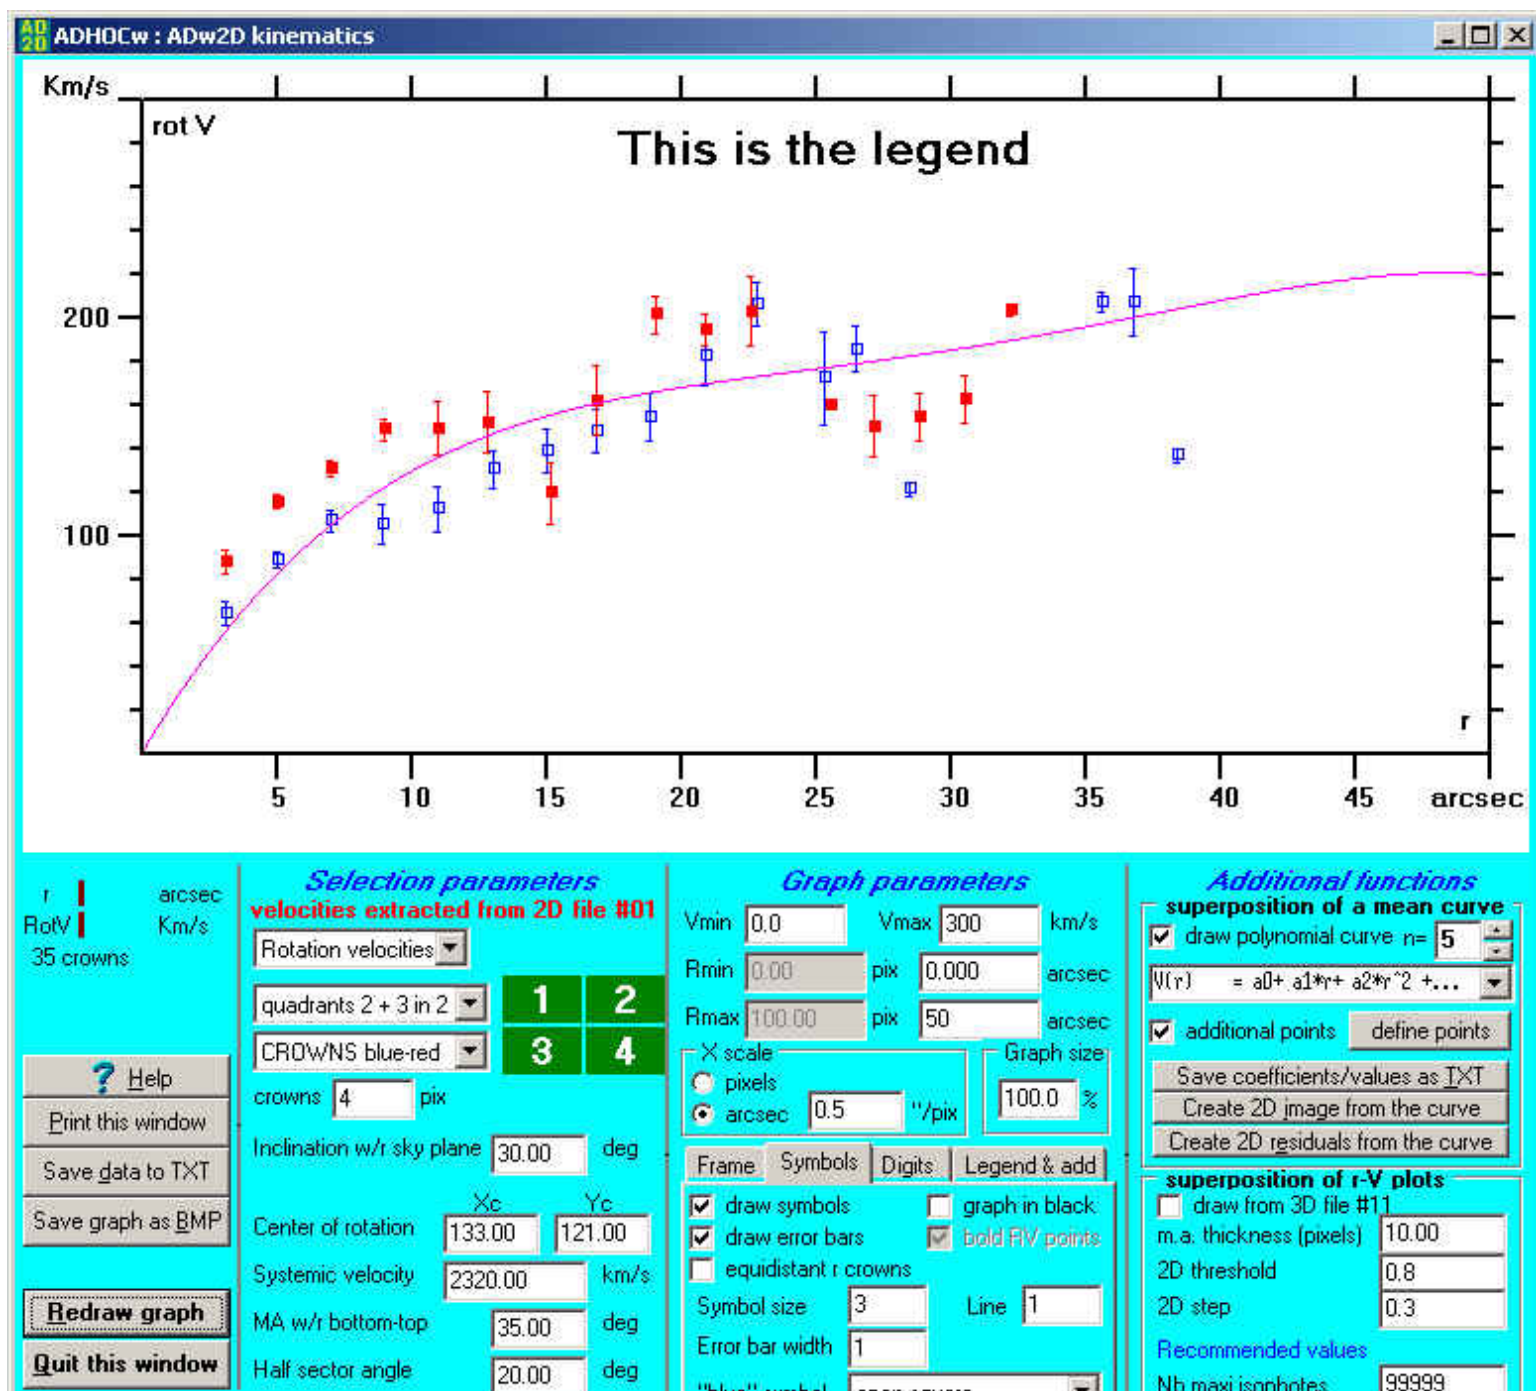 ADHOCw : ADw2D kinematics
Km/s
rot V
This is the legend
200
100
r
5 10 15 20 25 30 35 40 45 arcsec
r arcsec
RotV Km/s
35 crowns
? Help
Print this window
Save data to TXT
Save graph as BMP
Redraw graph
Quit this window
Selection parameters
velocities extracted from 2D file #01
Rotation velocities
quadrants 2 + 3 in 2
1 2
CROWNS blue-red
3 4
crowns 4 pix
Inclination w/r sky plane 30.00 deg
Xc Yc
Center of rotation 133.00 121.00
Systemic velocity 2320.00 km/s
MA w/r bottom-top 35.00 deg
Half sector angle 20.00 deg
Graph parameters
Vmin 0.0 Vmax 300 km/s
Rmin 0.00 pix 0.000 arcsec
Rmax 100.00 pix 50 arcsec
X scale
pixels
arcsec 0.5 "/pix
Graph size
100.0 %
Frame Symbols Digits Legend & add
draw symbols graph in black
draw error bars bold RV points
equidistant r crowns
Symbol size 3 Line 1
Error bar width 1
"blue" symbol open square
Additional functions
superposition of a mean curve
draw polynomial curve n= 5
V(r) = a0+ a1*r+ a2*r^2 +...
additional points define points
Save coefficients/values as TXT
Create 2D image from the curve
Create 2D residuals from the curve
superposition of r-V plots
draw from 3D file #11
m.a. thickness (pixels) 10.00
2D threshold 0.8
2D step 0.3
Recommended values
Nb maxi isophotes 99999